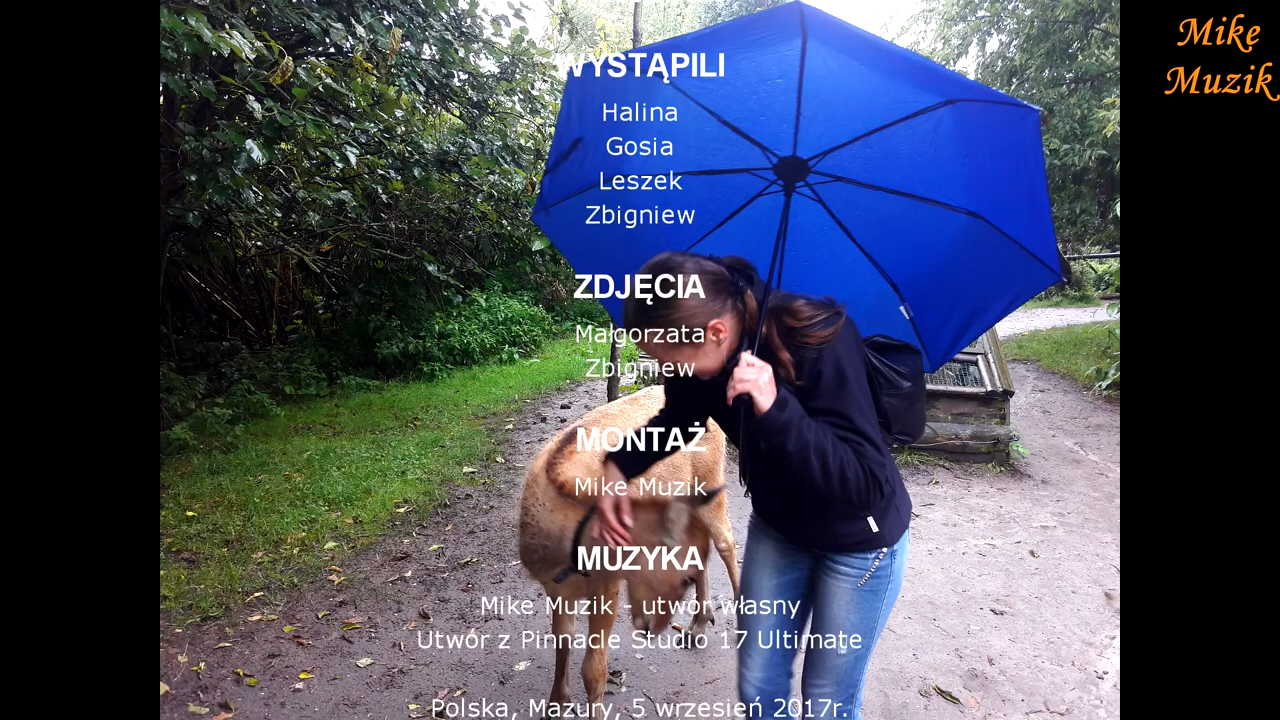 Mike
Muzik
WYSTĄPILI
Halina
Gosia
Leszek
Zbigniew
ZDJĘCIA
Małgorzata
Zbigniew
MONTAŻ
Mike Muzik
MUZYKA
Mike Muzik - utwór własny
Utwór z Pinnacle Studio 17 Ultimate
Polska, Mazury, 5 wrzesień 2017r.